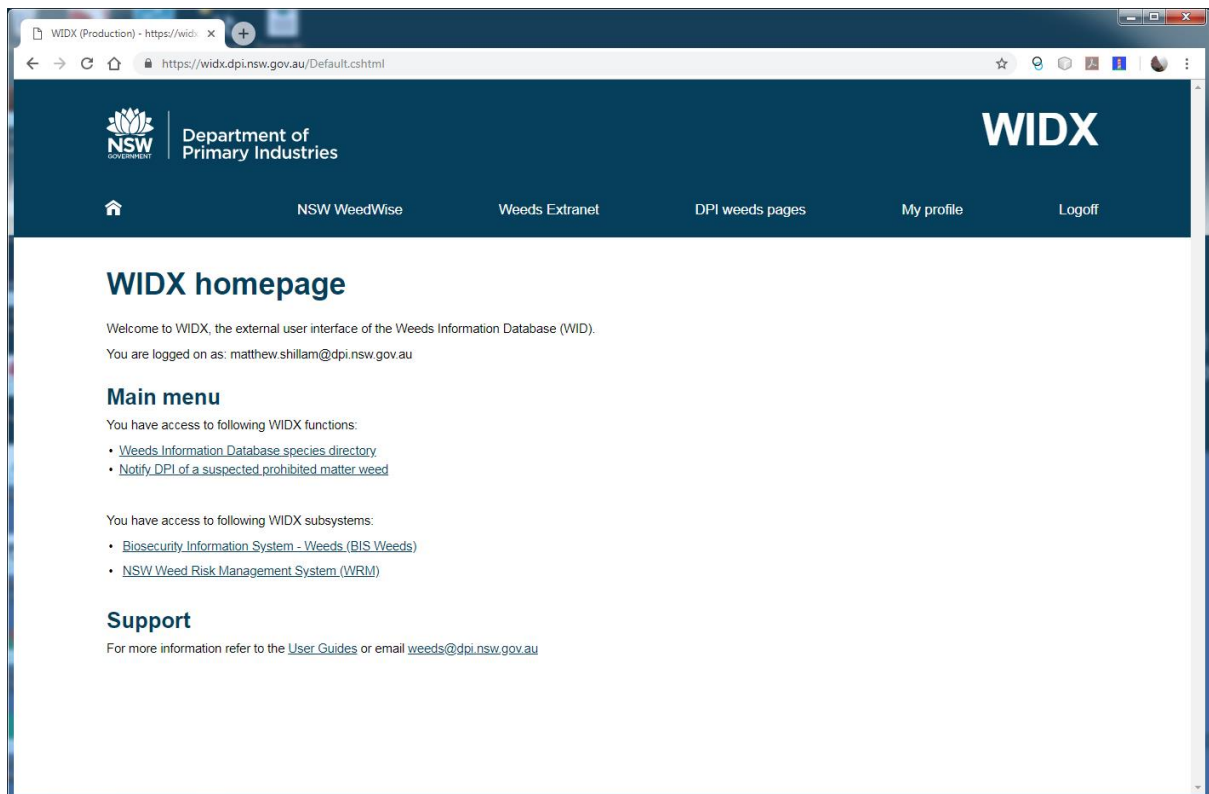 WIDX (Production) - https://widx
https://widx.dpi.nsw.gov.au/Default.cshtml
NSW
GOVERNMENT
Department of
Primary Industries
WIDX
NSW WeedWise Weeds Extranet DPI weeds pages My profile Logoff
WIDX homepage
Welcome to WIDX, the external user interface of the Weeds Information Database (WID).
You are logged on as: matthew.shillam@dpi.nsw.gov.au
Main menu
You have access to following WIDX functions:
• Weeds Information Database species directory
• Notify DPI of a suspected prohibited matter weed
You have access to following WIDX subsystems:
• Biosecurity Information System - Weeds (BIS Weeds)
• NSW Weed Risk Management System (WRM)
Support
For more information refer to the User Guides or email weeds@dpi.nsw.gov.au